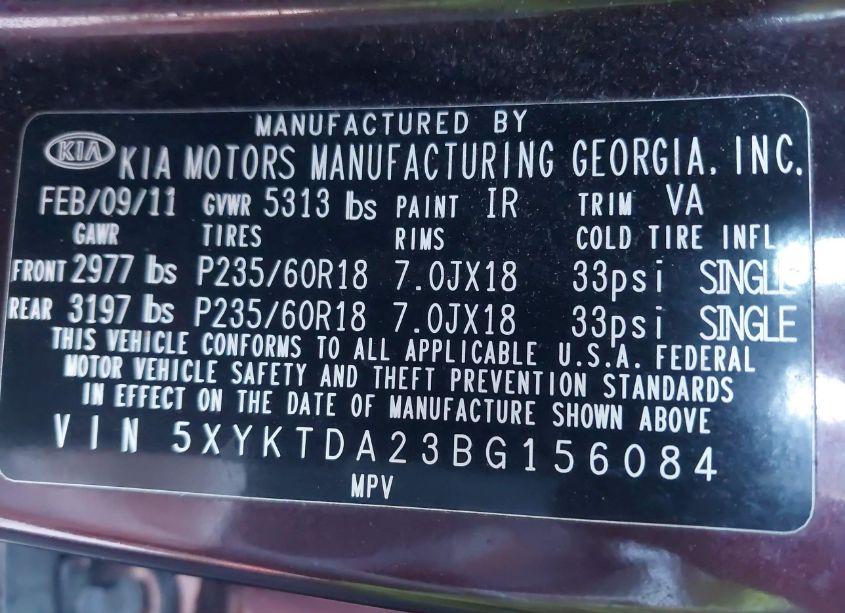 MANUFACTURED BY
KIA KIA MOTORS MANUFACTURING GEORGIA, INC.
FEB/09/11 GVWR 5313 lbs PAINT IR TRIM VA
GAWR TIRES RIMS COLD TIRE INFL
FRONT 2977 lbs P235/60R18 7.0JX18 33psi SINGLE
REAR 3197 lbs P235/60R18 7.0JX18 33psi SINGLE
THIS VEHICLE CONFORMS TO ALL APPLICABLE U.S.A. FEDERAL
MOTOR VEHICLE SAFETY AND THEFT PREVENTION STANDARDS
IN EFFECT ON THE DATE OF MANUFACTURE SHOWN ABOVE
VIN 5XYKTDA23BG156084
MPV